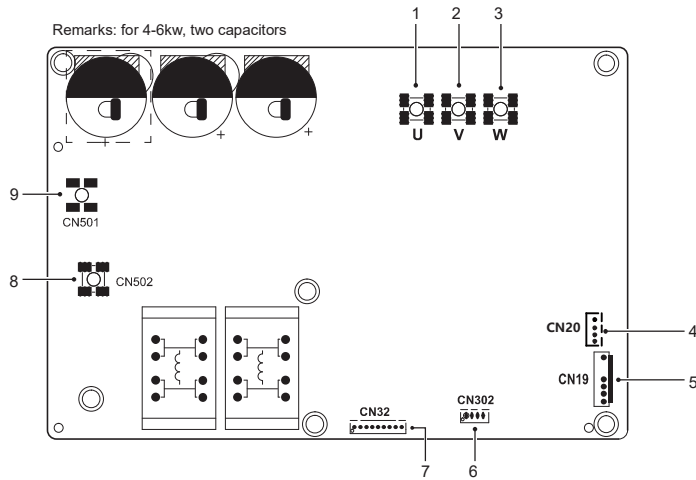 Remarks: for 4-6kw, two capacitors
1 2 3
U V W
9
CN501
8
CN502
CN20
4
CN19
5
CN32
CN302
7 6